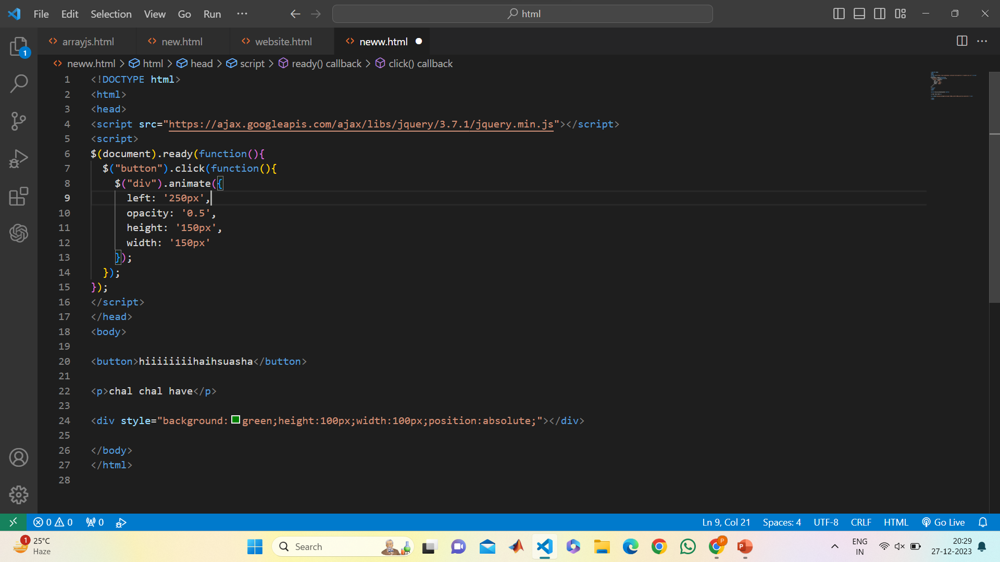 File Edit Selection View Go Run ··· html
arrayjs.html new.html website.html neww.html
neww.html > html > head > script > ready() callback > click() callback
1 <!DOCTYPE html>
2 <html>
3 <head>
4 <script src="https://ajax.googleapis.com/ajax/libs/jquery/3.7.1/jquery.min.js"></script>
5 <script>
6 $(document).ready(function(){
7 $("button").click(function(){
8 $("div").animate({
9 left: '250px',
10 opacity: '0.5',
11 height: '150px',
12 width: '150px'
13 });
14 });
15 });
16 </script>
17 </head>
18 <body>
19
20 <button>hiiiiiiiihaihsuasha</button>
21
22 <p>chal chal have</p>
23
24 <div style="background:green;height:100px;width:100px;position:absolute;"></div>
25
26 </body>
27 </html>
28
1
0 0 0 Ln 9, Col 21 Spaces: 4 UTF-8 CRLF HTML Go Live
1 25°C
Haze
Search
P P
ENG
IN
20:29
27-12-2023